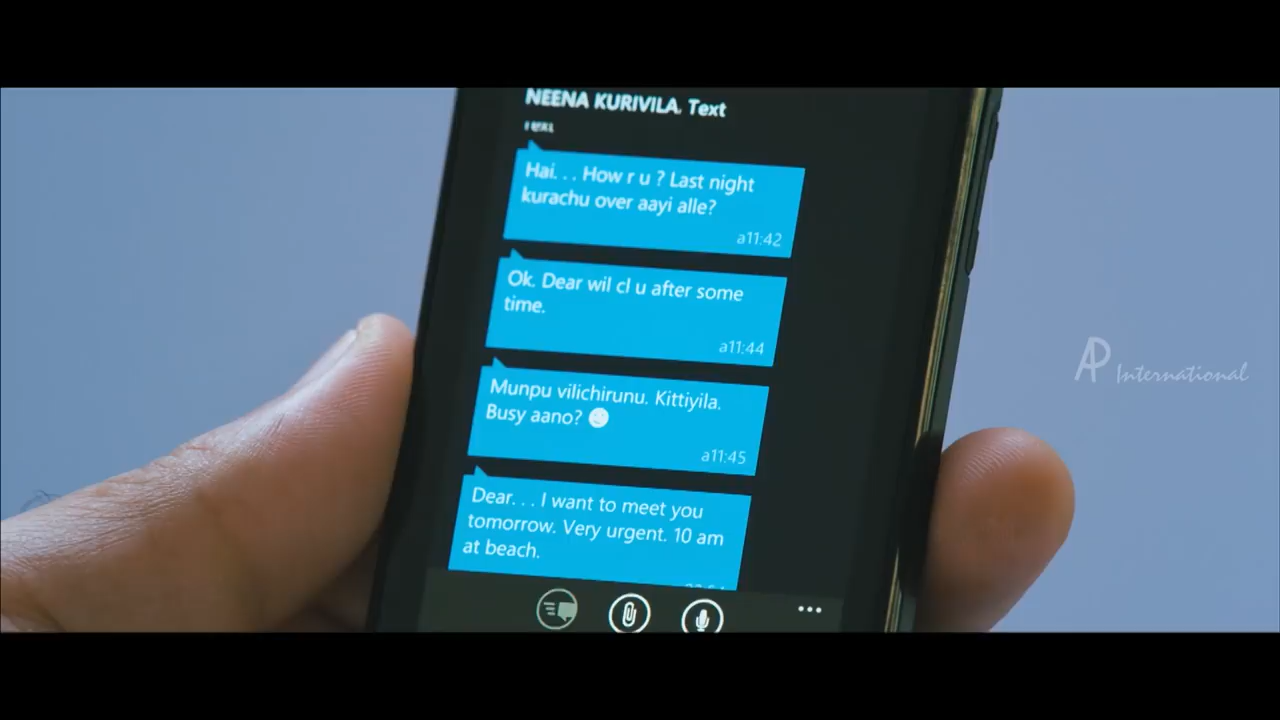 NEENA KURIVILA. Text
Hai. . . How r u ? Last night
kurachu over aayi alle?
a11:42
Ok. Dear wil cl u after some
time.
a11:44
Munpu vilichirunu. Kittiyila.
Busy aano?
a11:45
Dear. . . I want to meet you
tomorrow. Very urgent. 10 am
at beach.
AP International